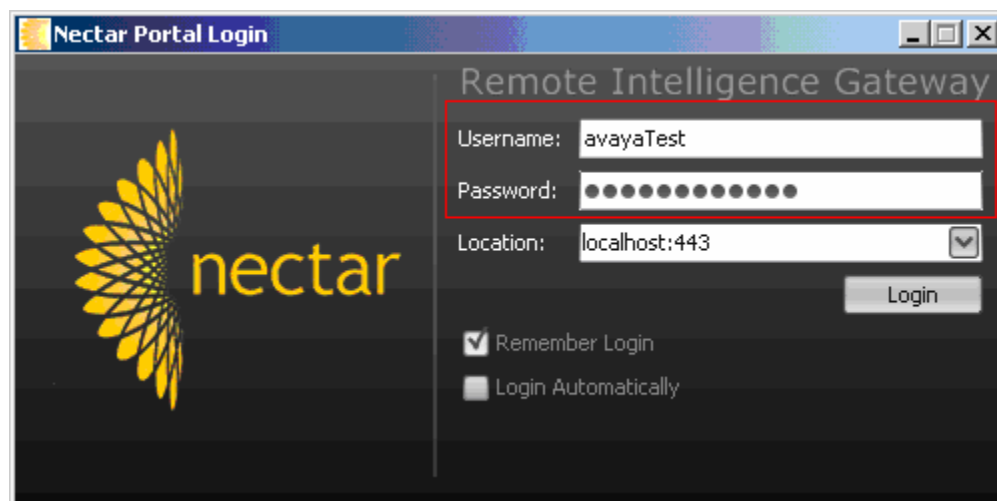 Nectar Portal Login
Remote Intelligence Gateway
Username: avayaTest
Password: ●●●●●●●●●●●●
Location: localhost:443
nectar
Login
Remember Login
Login Automatically